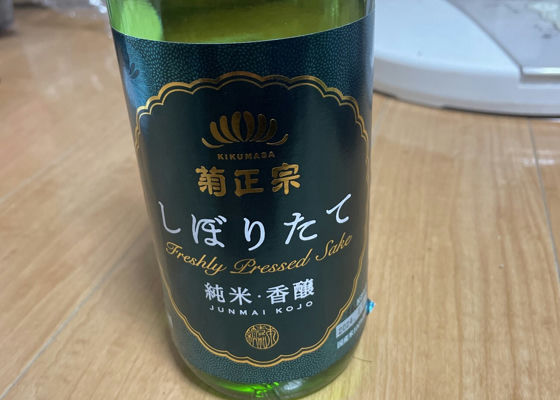 KIKUMASA
菊正宗
しぼりたて
Freshly Pressed Sake
純米・香醸
JUNMAI KOJO